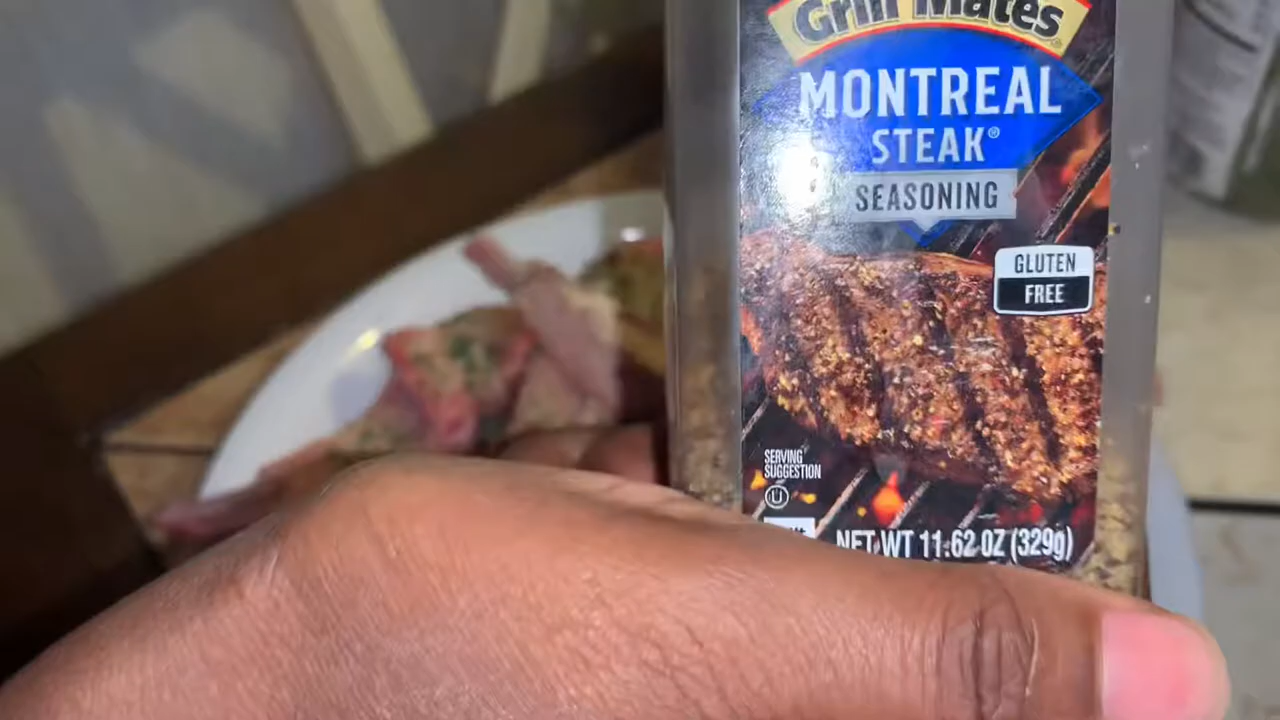 Grill Mates
MONTREAL
STEAK®
SEASONING
GLUTEN
FREE
SERVING
SUGGESTION
U
NET WT 11.62 OZ (329g)